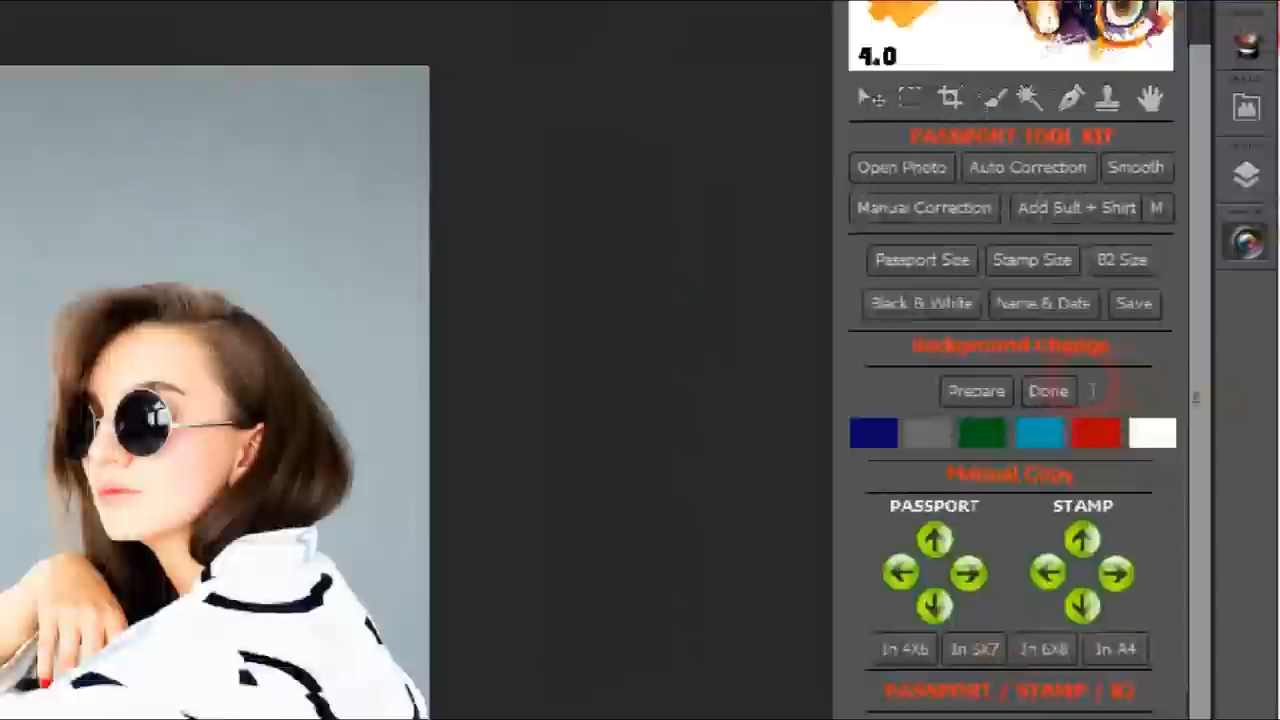 4.0
PASSPORT TOOL KIT
Open Photo Auto Correction Smooth
Manual Correction Add Suit + Shirt M
Passport Size Stamp Size B2 Size
Black & White Name & Date Save
Background Change
Prepare Done
Manual Copy
PASSPORT STAMP
In 4X6 In 5X7 In 6X8 In A4
PASSPORT / STAMP / B2